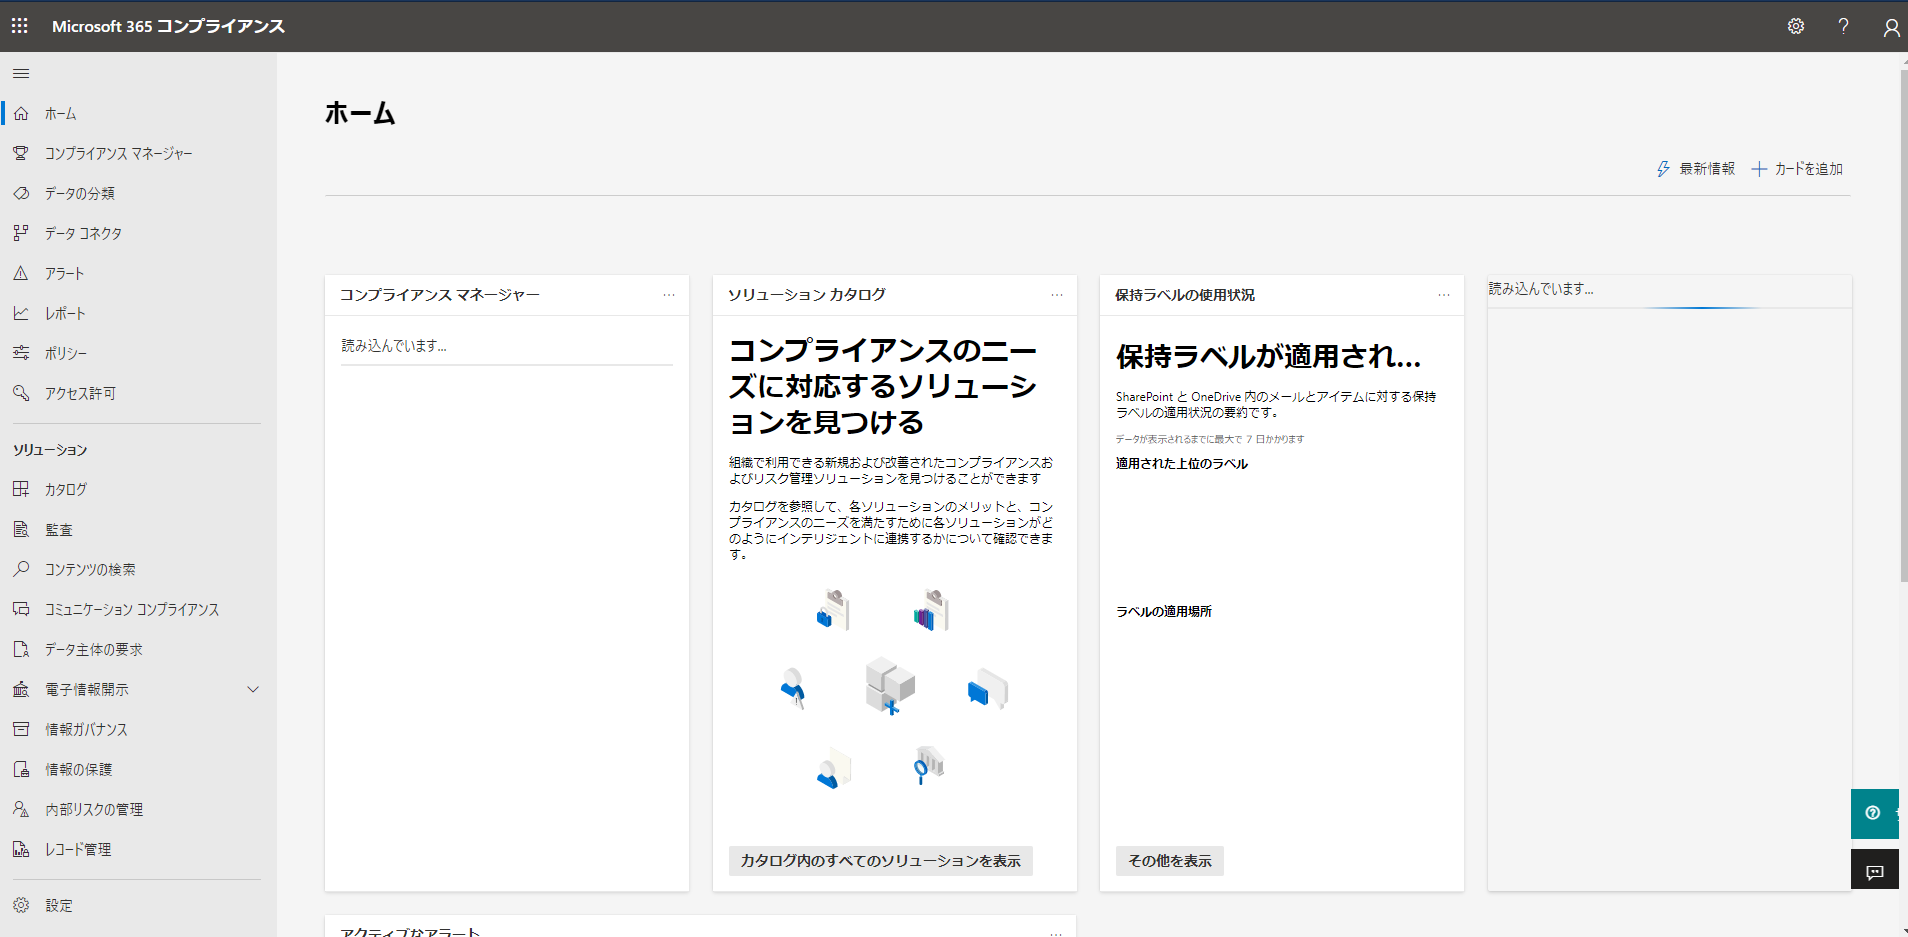 Microsoft 365 コンプライアンス
ホーム
コンプライアンス マネージャー
データの分類
データ コネクタ
アラート
レポート
ポリシー
アクセス許可
ソリューション
カタログ
監査
コンテンツの検索
コミュニケーション コンプライアンス
データ主体の要求
電子情報開示
情報ガバナンス
情報の保護
内部リスクの管理
レコード管理
設定
ホーム
最新情報
カードを追加
コンプライアンス マネージャー
読み込んでいます...
ソリューション カタログ
コンプライアンスのニー
ズに対応するソリューシ
ョンを見つける
組織で利用できる新規および改善されたコンプライアンスお
よびリスク管理ソリューションを見つけることができます
カタログを参照して、各ソリューションのメリットと、コン
プライアンスのニーズを満たすために各ソリューションがど
のようにインテリジェントに連携するかについて確認できま
す。
カタログ内のすべてのソリューションを表示
保持ラベルの使用状況
保持ラベルが適用され...
SharePoint と OneDrive 内のメールとアイテムに対する保持
ラベルの適用状況の要約です。
データが表示されるまでに最大で 7 日かかります
適用された上位のラベル
ラベルの適用場所
その他を表示
読み込んでいます...
アクティブなアラート